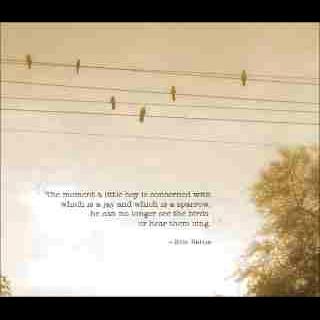 "The moment a little boy is concerned with
which is a jay and which is a sparrow,
he can no longer see the birds
or hear them sing.
- Eric Berne